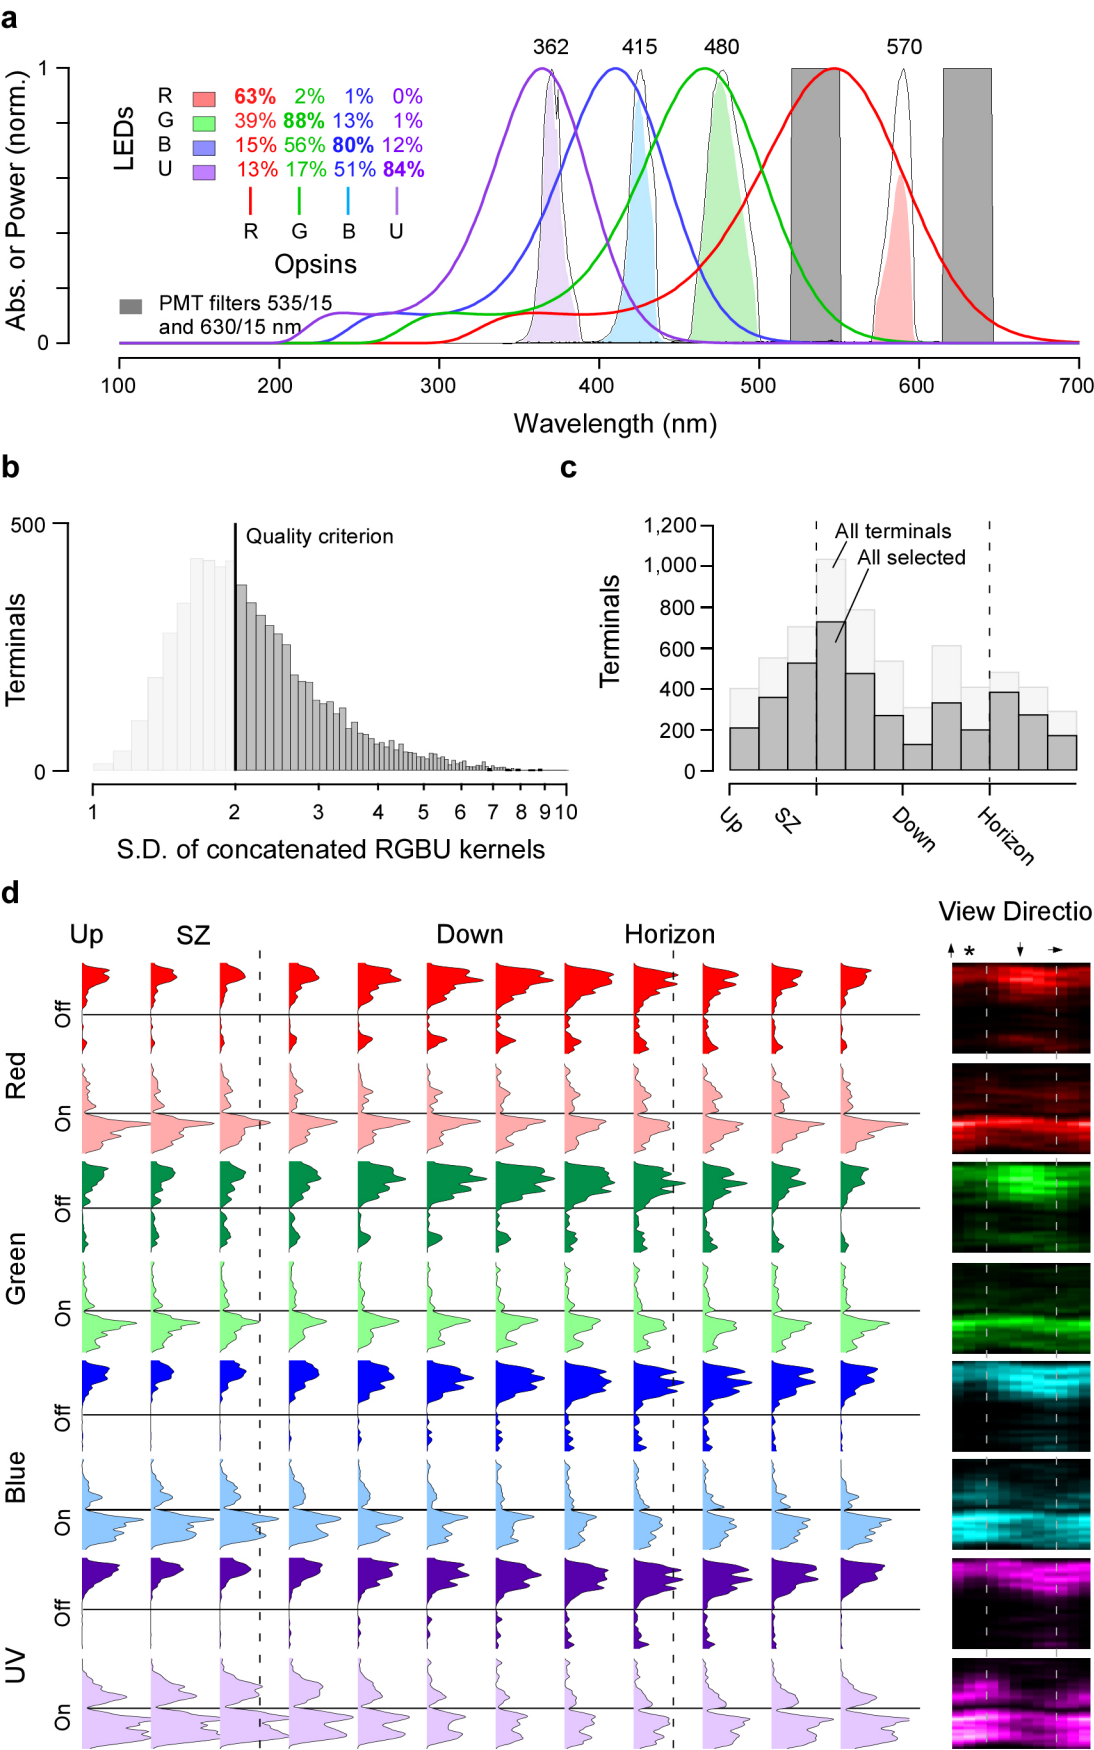 a
362 415 480 570
Abs. or Power (norm.)
1
0
LEDs
R 63% 2% 1% 0%
G 39% 88% 13% 1%
B 15% 56% 80% 12%
U 13% 17% 51% 84%
R G B U
Opsins
PMT filters 535/15
and 630/15 nm
100 200 300 400 500 600 700
Wavelength (nm)
b
Terminals
500
0
Quality criterion
1 2 3 4 5 6 7 8 9 10
S.D. of concatenated RGBU kernels
c
Terminals
1,200
1,000
800
600
400
200
0
All terminals
All selected
Up SZ Down Horizon
d
Up SZ Down Horizon
View Directio
*
Red
Off
On
Green
Off
On
Blue
Off
On
UV
Off
On